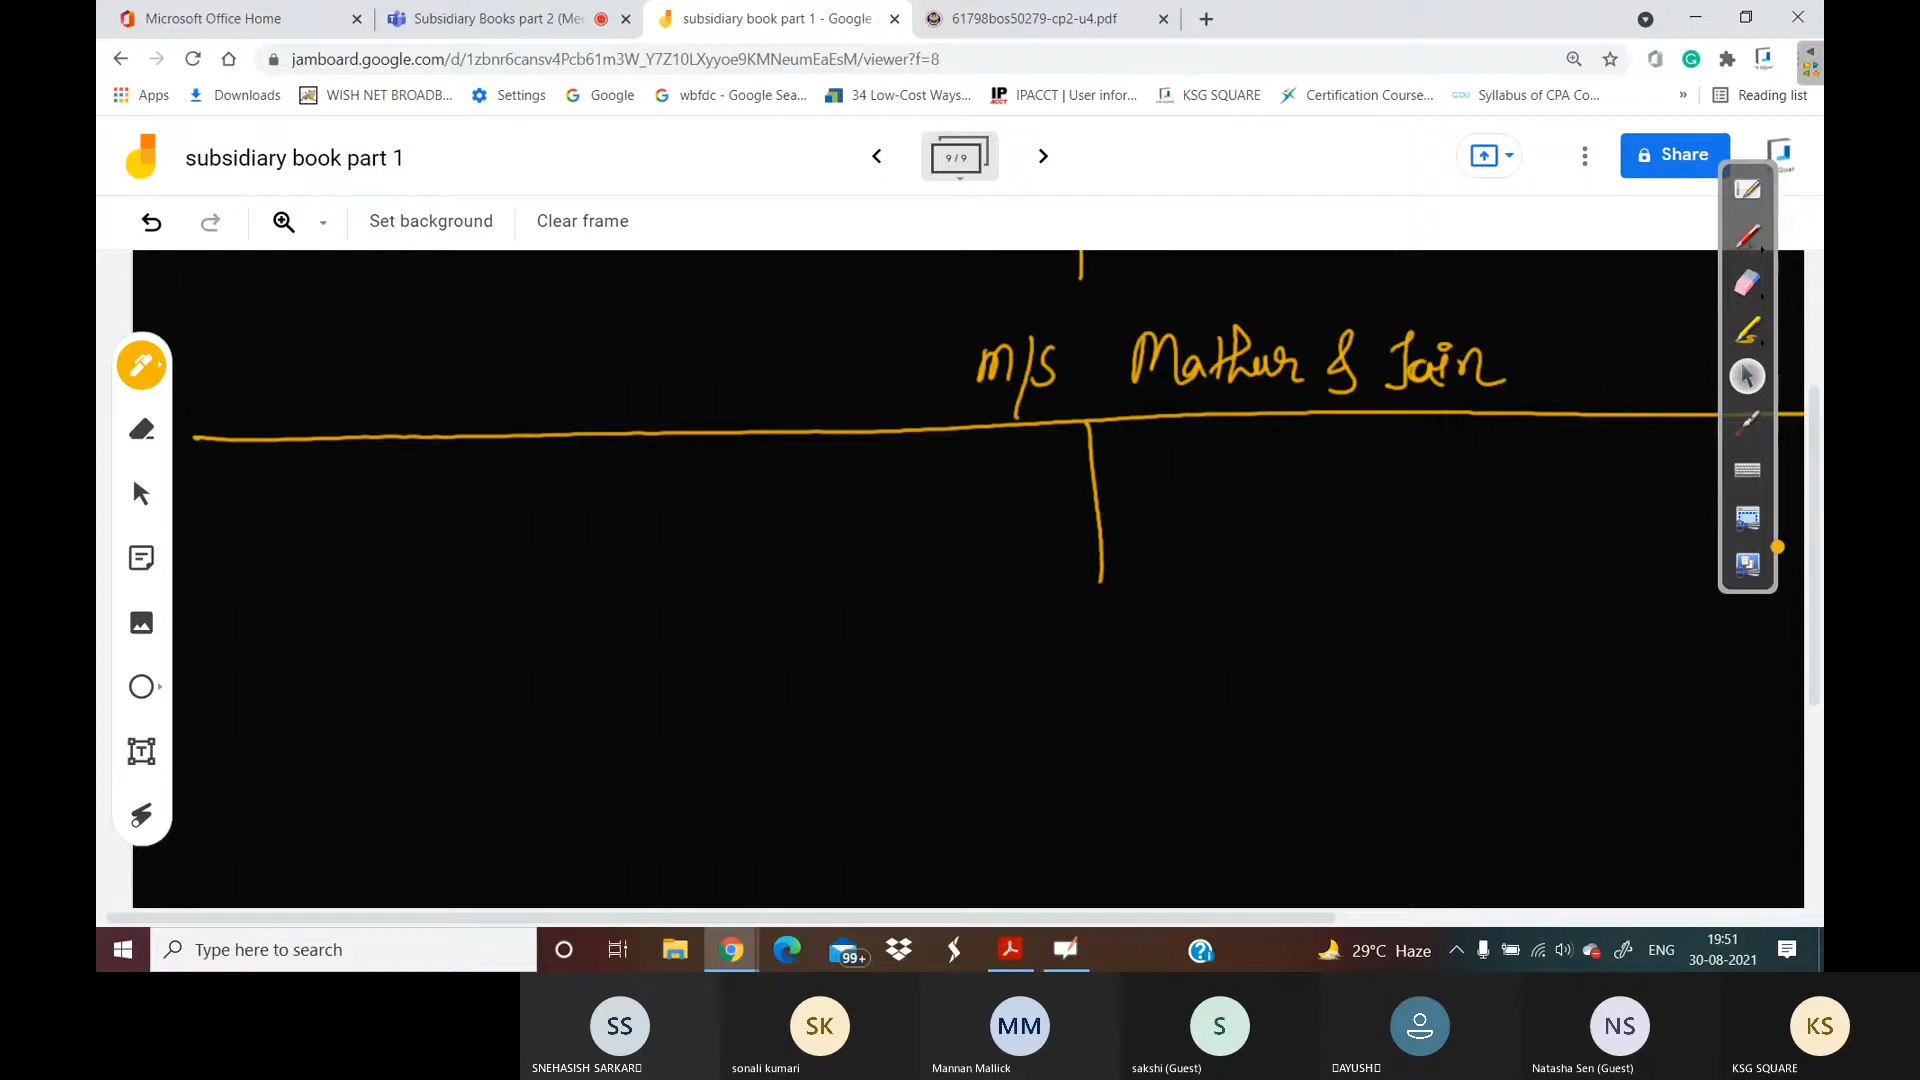 Microsoft Office Home
Subsidiary Books part 2 (Mee
subsidiary book part 1 - Google
61798bos50279-cp2-u4.pdf
jamboard.google.com/d/1zbnr6cansv4Pcb61m3W_Y7Z10LXyyoe9KMNeumEaEsM/viewer?f=8
Apps Downloads WISH NET BROADB... Settings Google wbfdc - Google Sea... 34 Low-Cost Ways... IPACCT | User infor... KSG SQUARE Certification Course... Syllabus of CPA Co... » Reading list
subsidiary book part 1
9 / 9
Share
Set background
Clear frame
M/S Mathur & Jain
Type here to search
99+
29°C Haze
ENG
19:51
30-08-2021
SS
SK
MM
S
NS
KS
SNEHASISH SARKAR
sonali kumari
Mannan Mallick
sakshi (Guest)
AYUSH
Natasha Sen (Guest)
KSG SQUARE